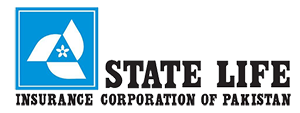 STATE LIFE
INSURANCE CORPORATION OF PAKISTAN